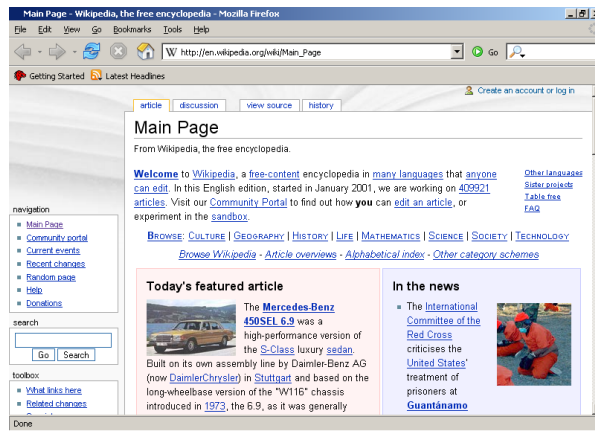 Main Page - Wikipedia, the free encyclopedia - Mozilla Firefox
File Edit View Go Bookmarks Tools Help
W http://en.wikipedia.org/wiki/Main_Page Go
Getting Started Latest Headlines
Create an account or log in
article discussion view source history
Main Page
From Wikipedia, the free encyclopedia.
Welcome to Wikipedia, a free-content encyclopedia in many languages that anyone
can edit. In this English edition, started in January 2001, we are working on 409921
articles. Visit our Community Portal to find out how you can edit an article, or
experiment in the sandbox.
Other languages
Sister projects
Table free
FAQ
BROWSE: CULTURE | GEOGRAPHY | HISTORY | LIFE | MATHEMATICS | SCIENCE | SOCIETY | TECHNOLOGY
Browse Wikipedia - Article overviews - Alphabetical index - Other category schemes
navigation
Main Page
Community portal
Current events
Recent changes
Random page
Help
Donations
search
Go Search
toolbox
What links here
Related changes
Today's featured article
The Mercedes-Benz
450SEL 6.9 was a
high-performance version of
the S-Class luxury sedan.
Built on its own assembly line by Daimler-Benz AG
(now DaimlerChrysler) in Stuttgart and based on the
long-wheelbase version of the "W116" chassis
introduced in 1973, the 6.9, as it was generally
In the news
The International
Committee of the
Red Cross
criticises the
United States'
treatment of
prisoners at
Guantánamo
Done